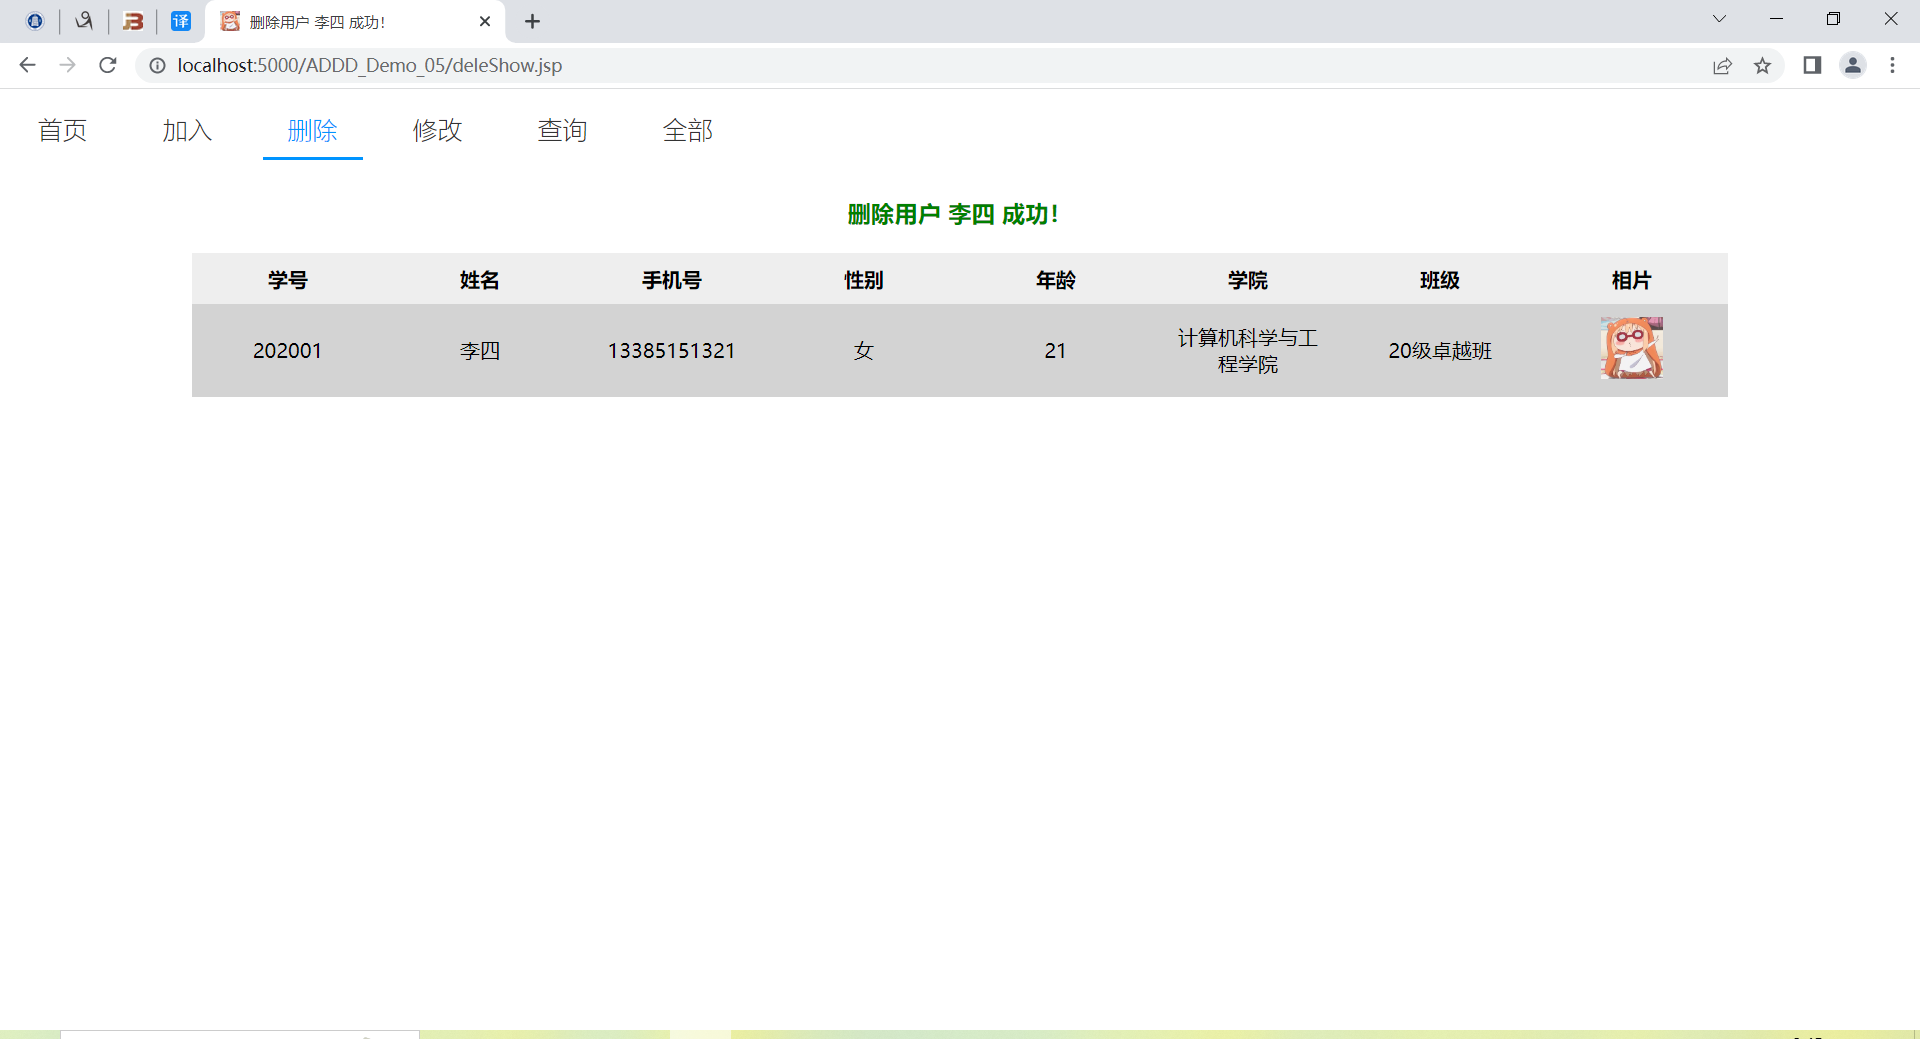 译
删除用户 李四 成功!
localhost:5000/ADDD_Demo_05/deleShow.jsp
首页 加入 删除 修改 查询 全部
删除用户 李四 成功!
学号 姓名 手机号 性别 年龄 学院 班级 相片
202001 李四 13385151321 女 21 计算机科学与工 20级卓越班
程学院